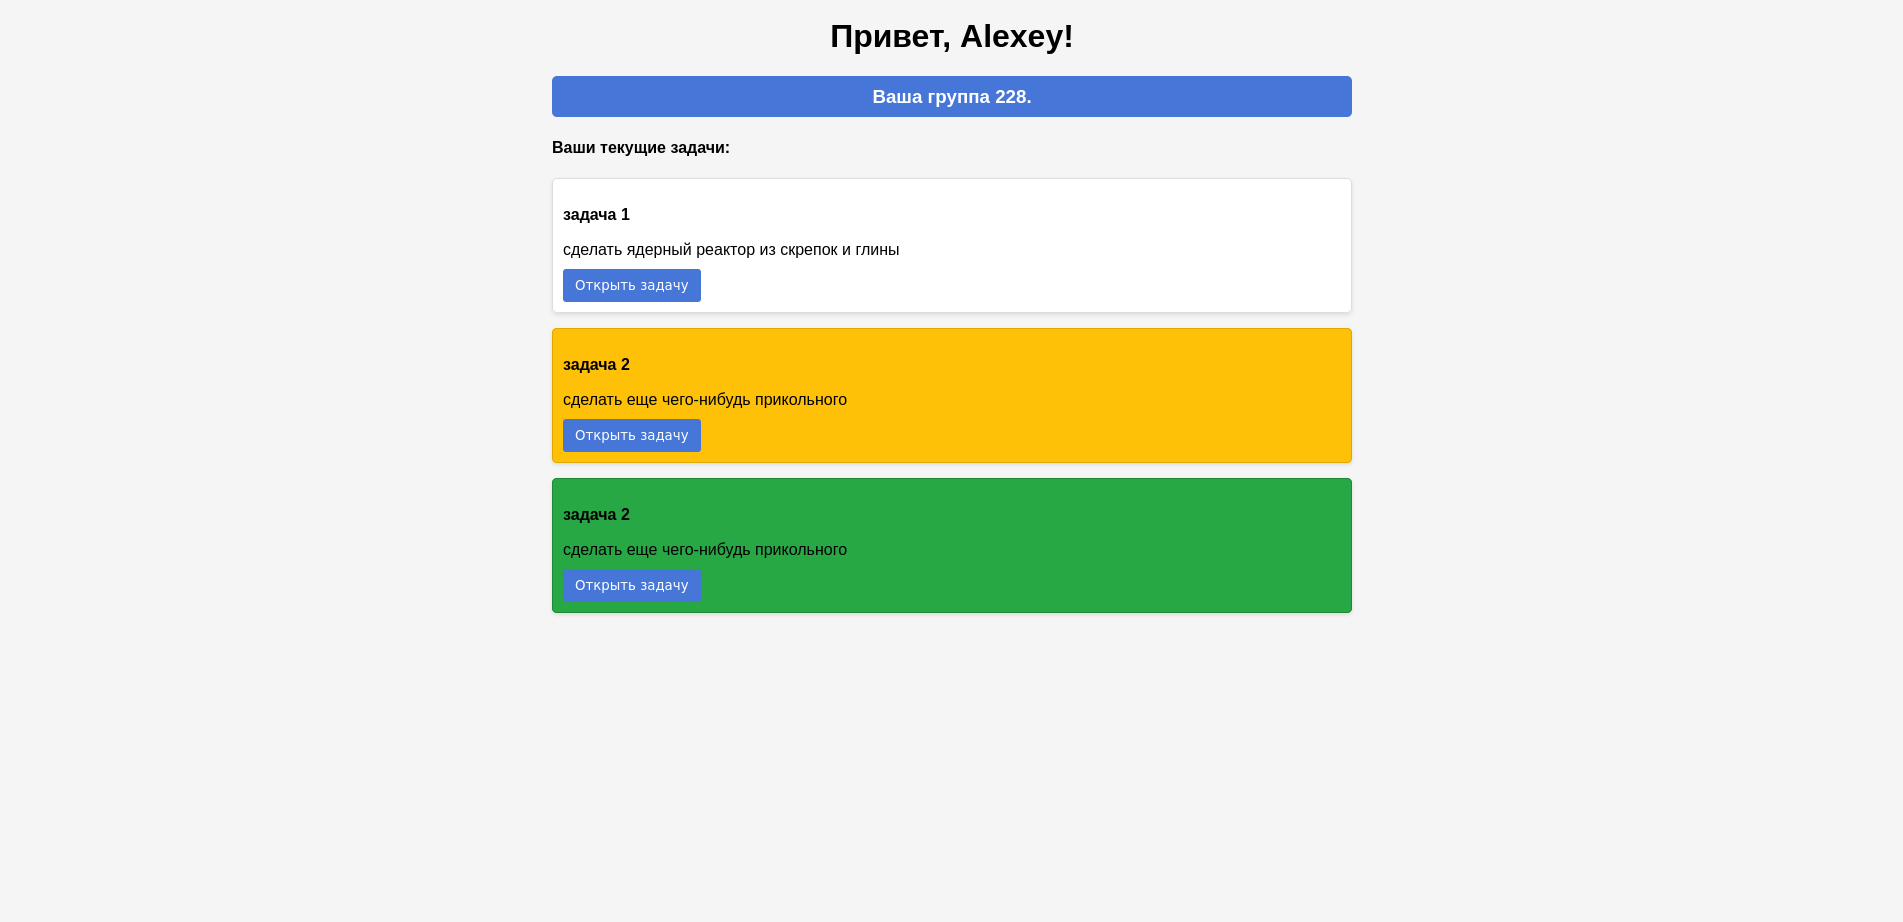 Привет, Alexey!
Ваша группа 228.
Ваши текущие задачи:
задача 1
сделать ядерный реактор из скрепок и глины
Открыть задачу
задача 2
сделать еще чего-нибудь прикольного
Открыть задачу
задача 2
сделать еще чего-нибудь прикольного
Открыть задачу